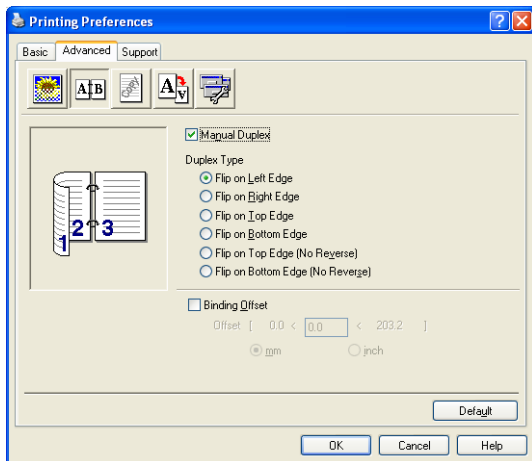 Printing Preferences
Basic Advanced Support
A B A A
Manual Duplex
Duplex Type
Flip on Left Edge
Flip on Right Edge
Flip on Top Edge
Flip on Bottom Edge
Flip on Top Edge (No Reverse)
Flip on Bottom Edge (No Reverse)
1 2 3
Binding Offset
Offset [ 0.0 < 0.0 < 203.2 ]
mm inch
Default
OK Cancel Help